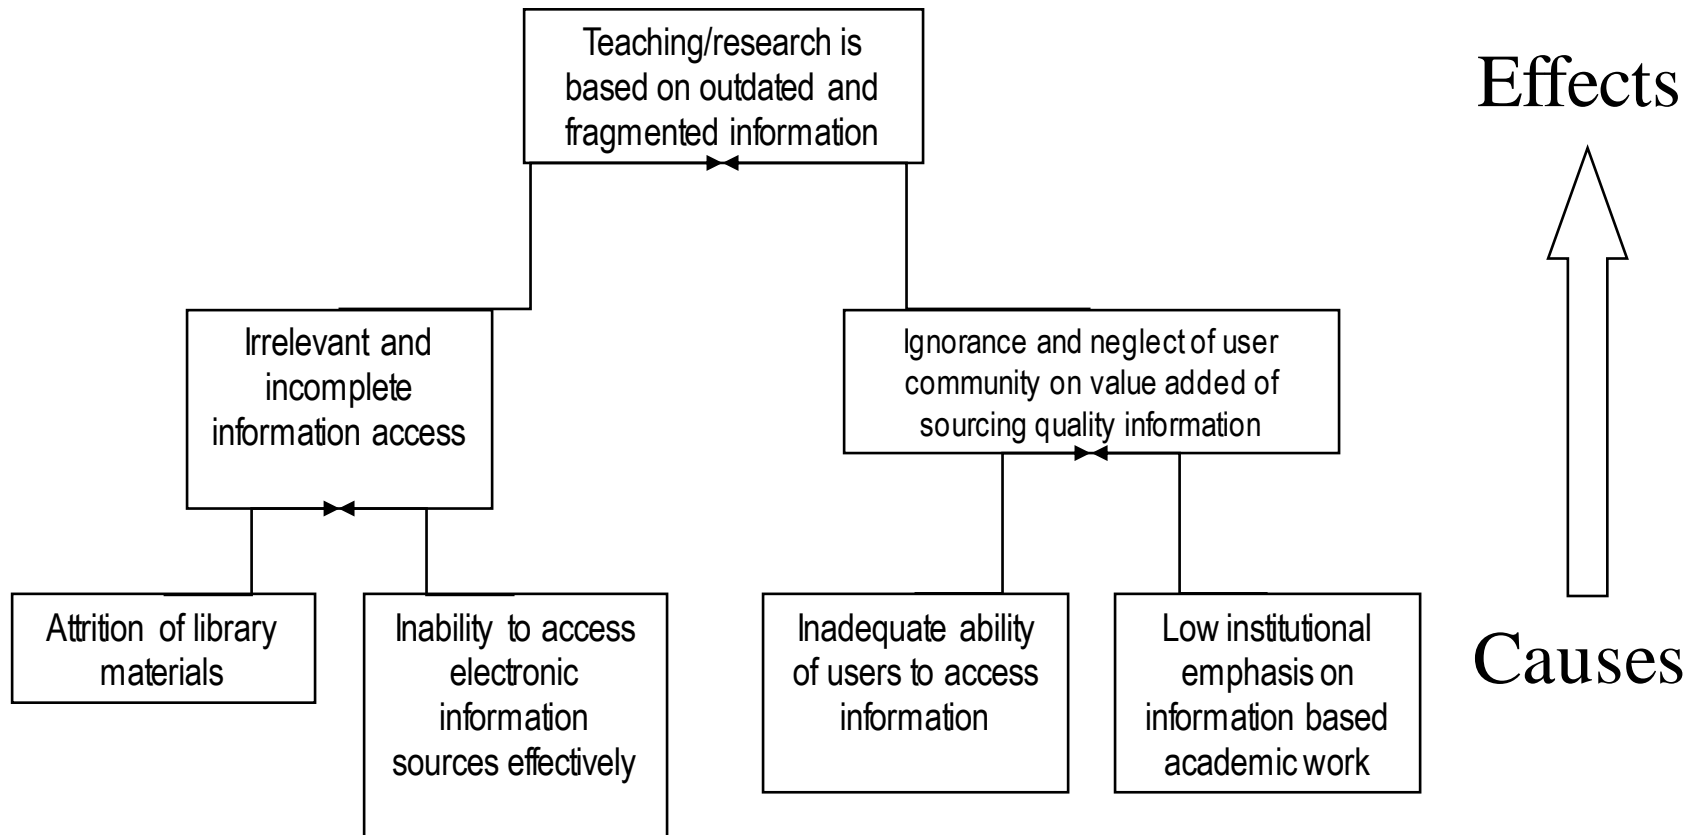 Teaching/research is
based on outdated and
fragmented information
Effects
Irrelevant and
incomplete
information access
Ignorance and neglect of user
community on value added of
sourcing quality information
Attrition of library
materials
Inability to access
electronic
information
sources effectively
Inadequate ability
of users to access
information
Low institutional
emphasis on
information based
academic work
Causes